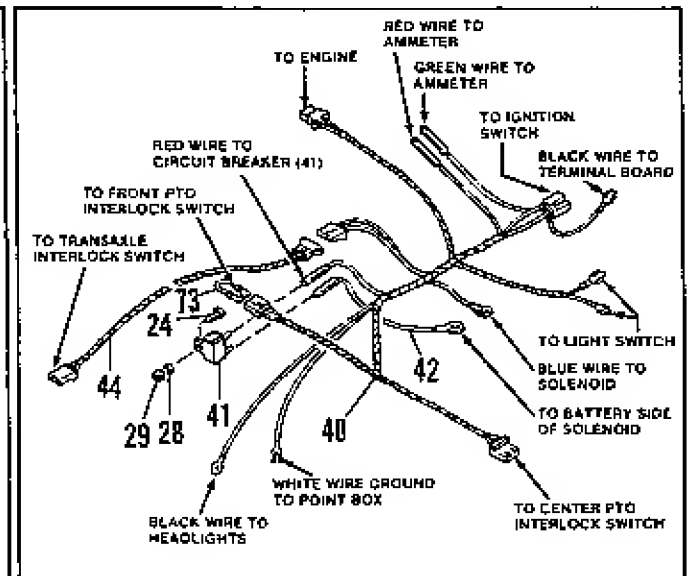 RED WIRE TO
AMMETER
TO ENGINE
GREEN WIRE TO
AMMETER
TO IGNITION
SWITCH
RED WIRE TO
CIRCUIT BREAKER (41)
BLACK WIRE TO
TERMINAL BOARD
TO FRONT PTO
INTERLOCK SWITCH
TO TRANSAXLE
INTERLOCK SWITCH
73
24
TO LIGHT SWITCH
44
42
BLUE WIRE TO
SOLENOID
29 28
41
40
TO BATTERY SIDE
OF SOLENOID
WHITE WIRE GROUND
TO POINT BOX
TO CENTER PTO
INTERLOCK SWITCH
BLACK WIRE TO
HEADLIGHTS